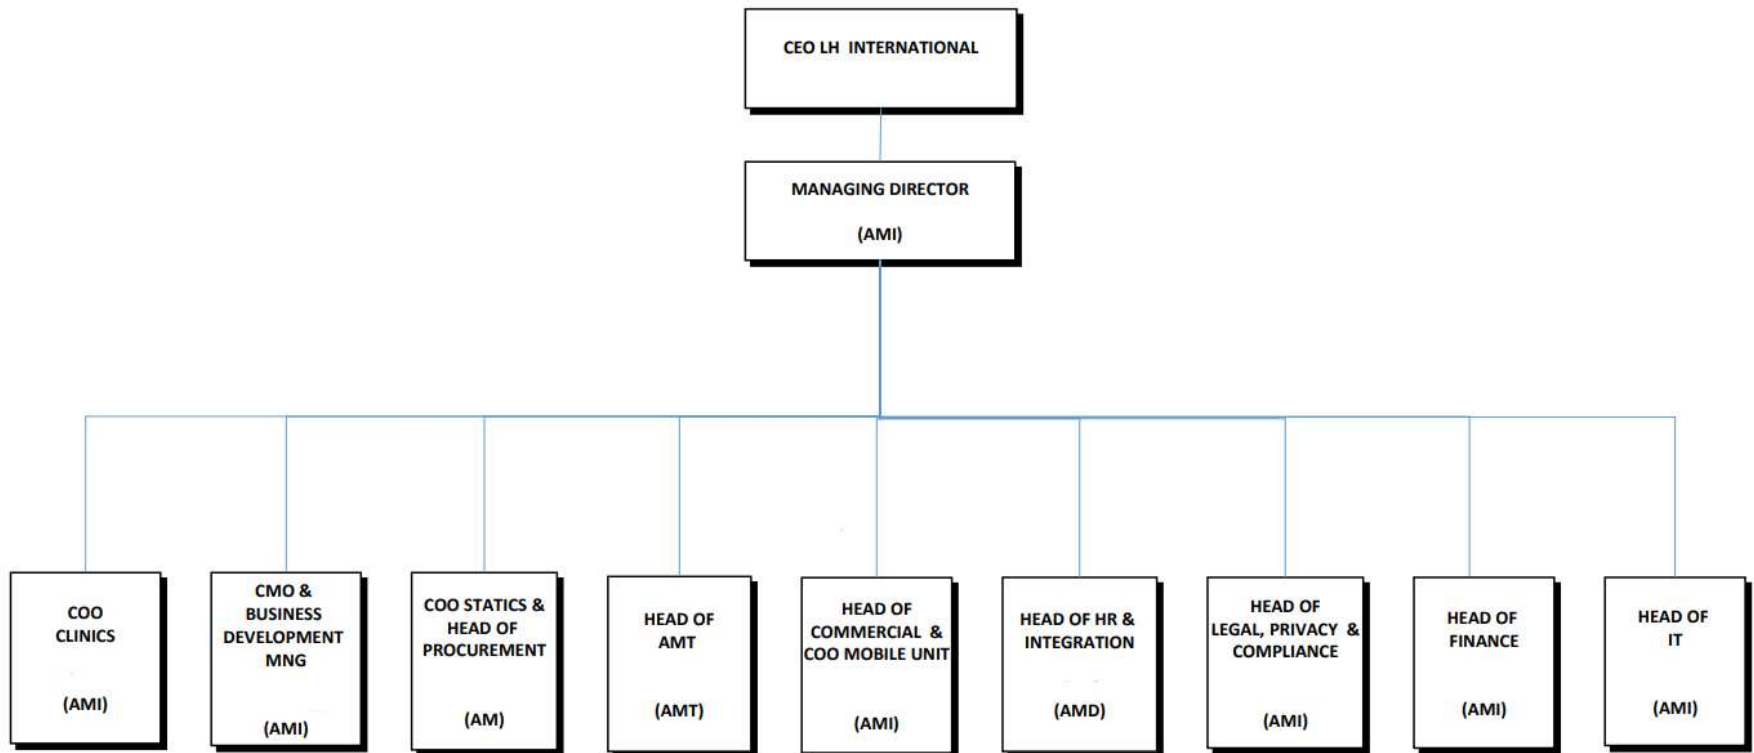 CEO LH INTERNATIONAL
MANAGING DIRECTOR
(AMI)
COO
CLINICS
(AMI)
CMO &
BUSINESS
DEVELOPMENT
MNG
(AMI)
COO STATICS &
HEAD OF
PROCUREMENT
(AM)
HEAD OF
AMT
(AMT)
HEAD OF
COMMERCIAL &
COO MOBILE UNIT
(AMI)
HEAD OF HR &
INTEGRATION
(AMD)
HEAD OF
LEGAL, PRIVACY &
COMPLIANCE
(AMI)
HEAD OF
FINANCE
(AMI)
HEAD OF
IT
(AMI)